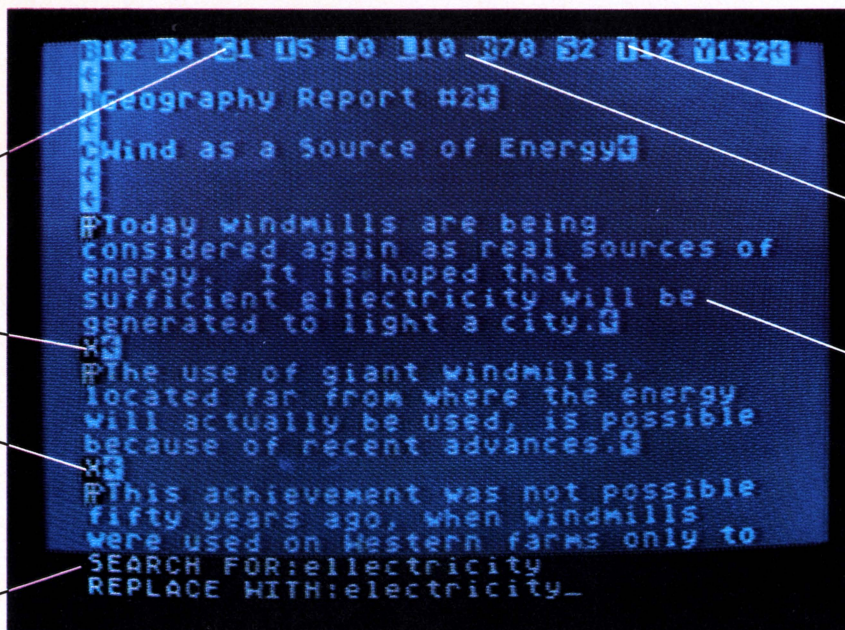 B12 D4 G1 I5 J0 L10 R70 S2 T12 Y132
Geography Report #2
Wind as a Source of Energy
Today windmills are being
considered again as real sources of
energy.  It is hoped that
sufficient ellectricity will be
generated to light a city.
The use of giant windmills,
located far from where the energy
will actually be used, is possible
because of recent advances.
This achievement was not possible
fifty years ago, when windmills
were used on Western farms only to
SEARCH FOR:ellectricity
REPLACE WITH:electricity_